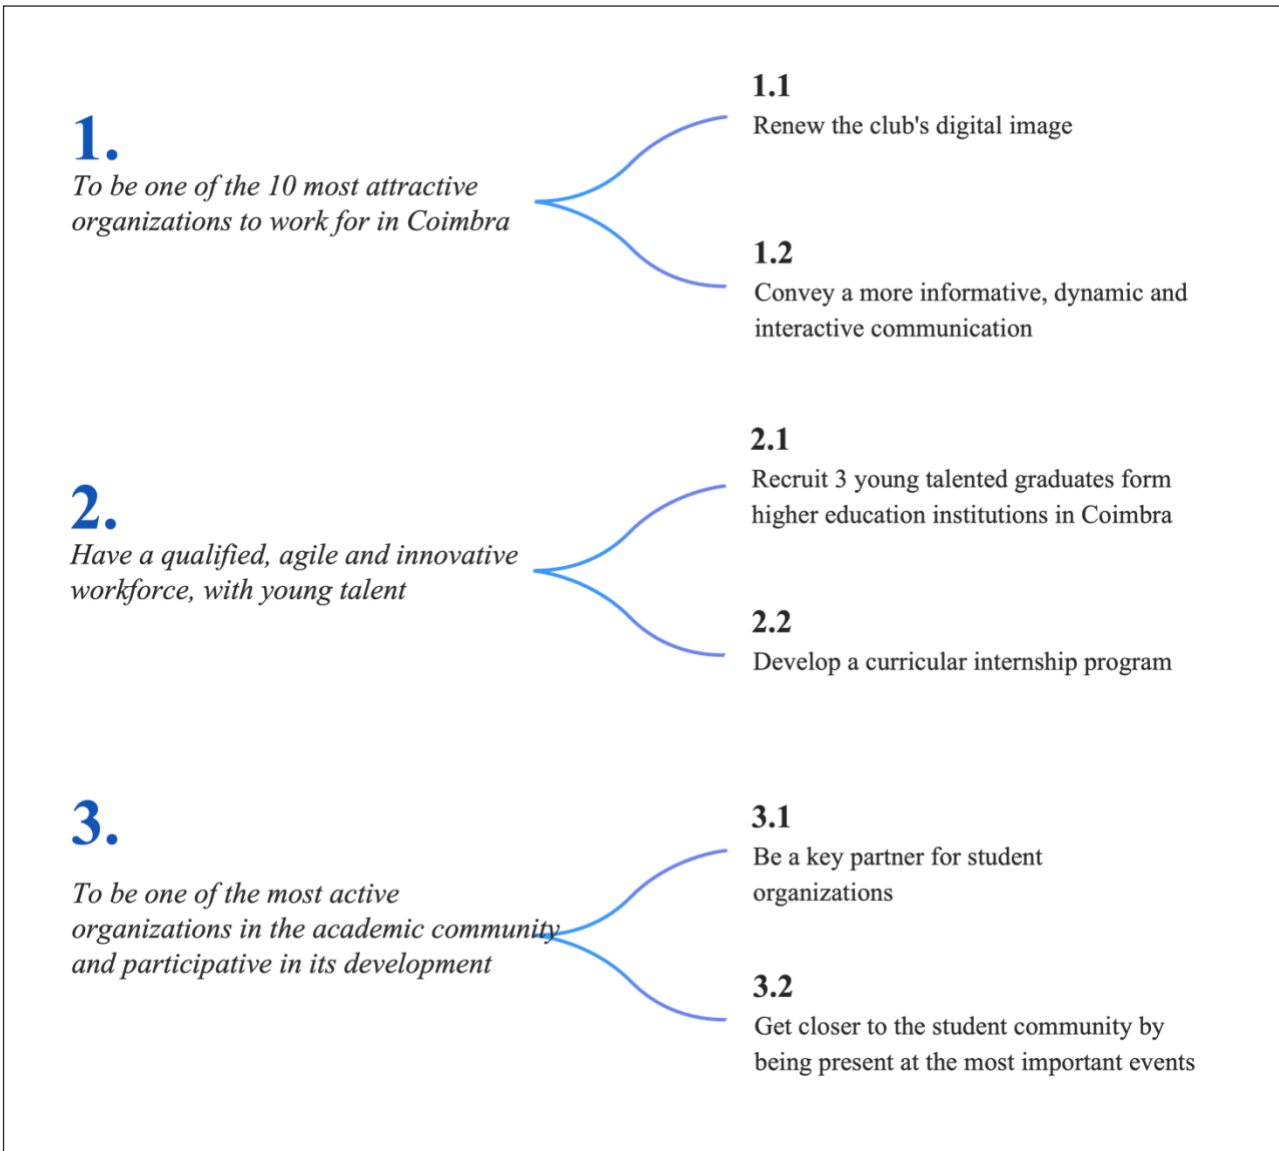 1.
To be one of the 10 most attractive
organizations to work for in Coimbra
1.1
Renew the club's digital image
1.2
Convey a more informative, dynamic and
interactive communication
2.
Have a qualified, agile and innovative
workforce, with young talent
2.1
Recruit 3 young talented graduates form
higher education institutions in Coimbra
2.2
Develop a curricular internship program
3.
To be one of the most active
organizations in the academic community
and participative in its development
3.1
Be a key partner for student
organizations
3.2
Get closer to the student community by
being present at the most important events